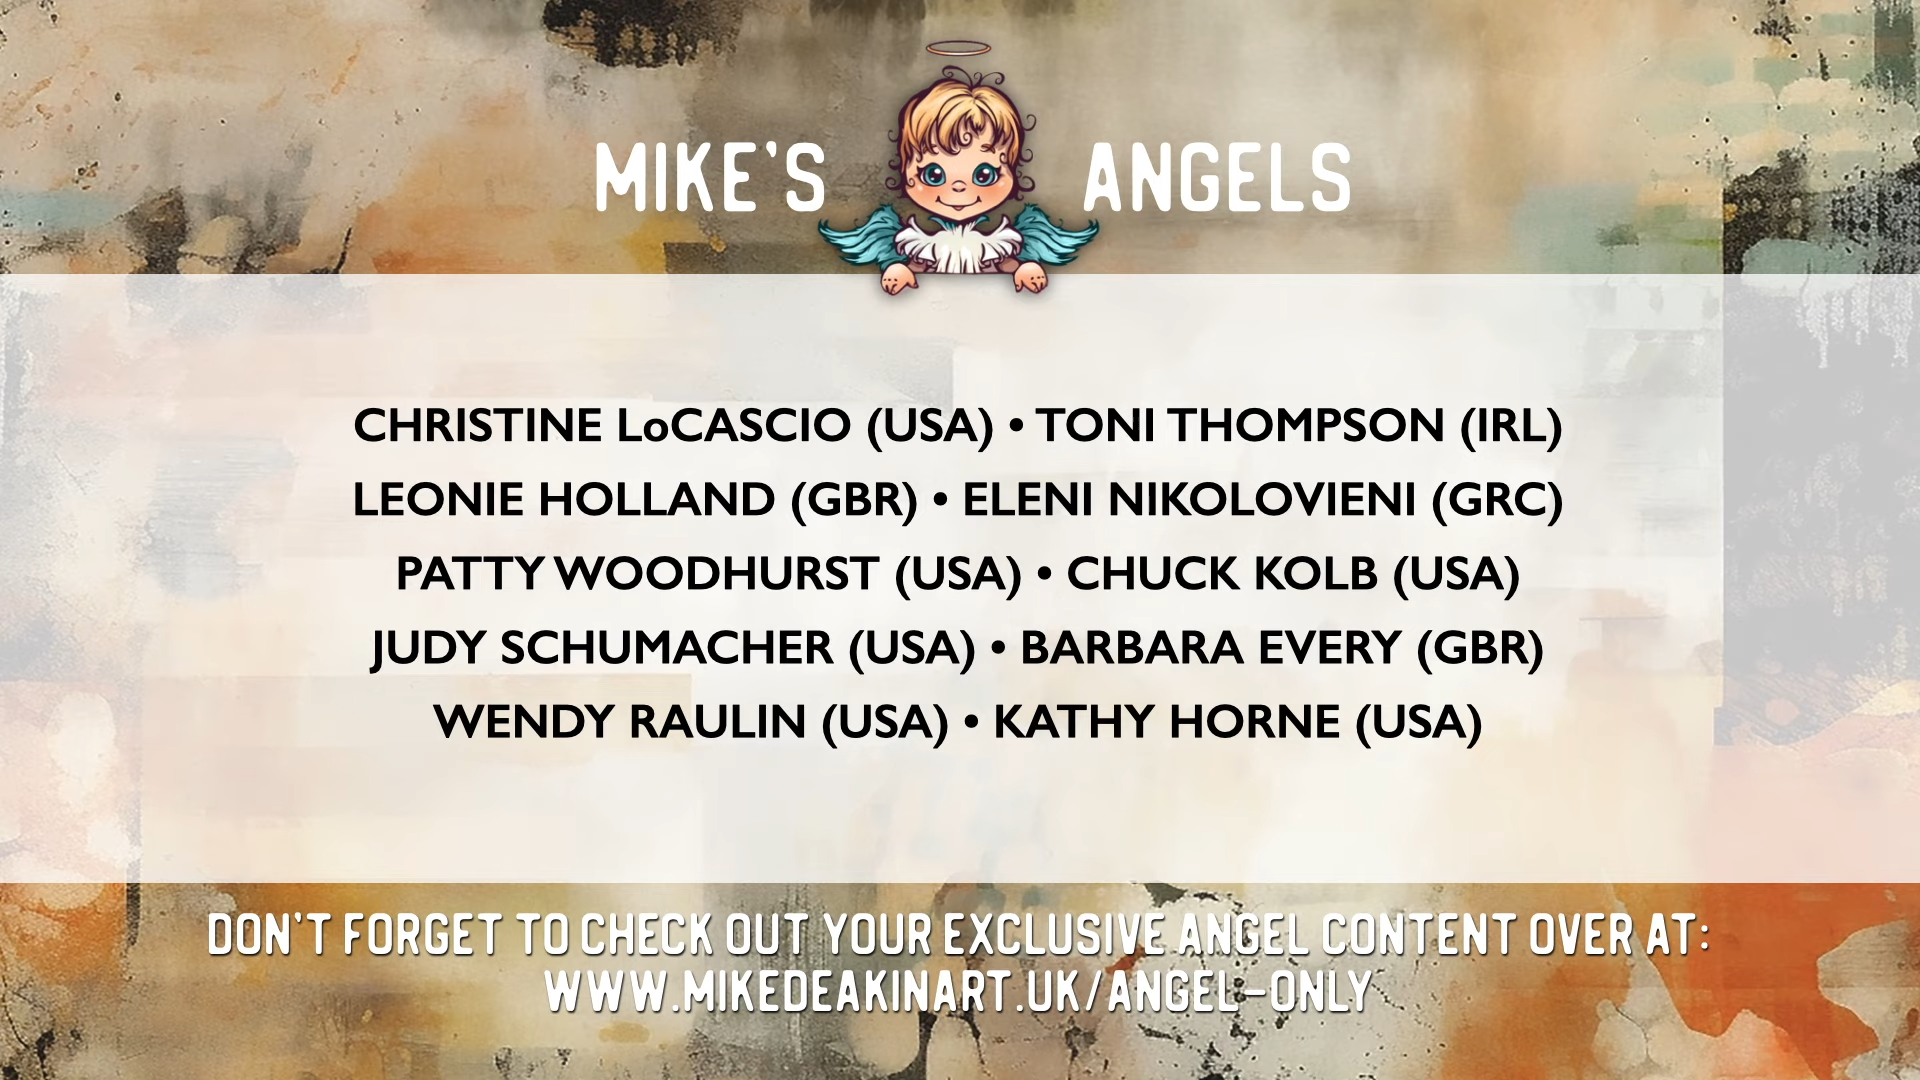 MIKE'S ANGELS
CHRISTINE LoCASCIO (USA) • TONI THOMPSON (IRL)
LEONIE HOLLAND (GBR) • ELENI NIKOLOVIENI (GRC)
PATTY WOODHURST (USA) • CHUCK KOLB (USA)
JUDY SCHUMACHER (USA) • BARBARA EVERY (GBR)
WENDY RAULIN (USA) • KATHY HORNE (USA)
DON'T FORGET TO CHECK OUT YOUR EXCLUSIVE ANGEL CONTENT OVER AT:
WWW.MIKEDEAKINART.UK/ANGEL-ONLY